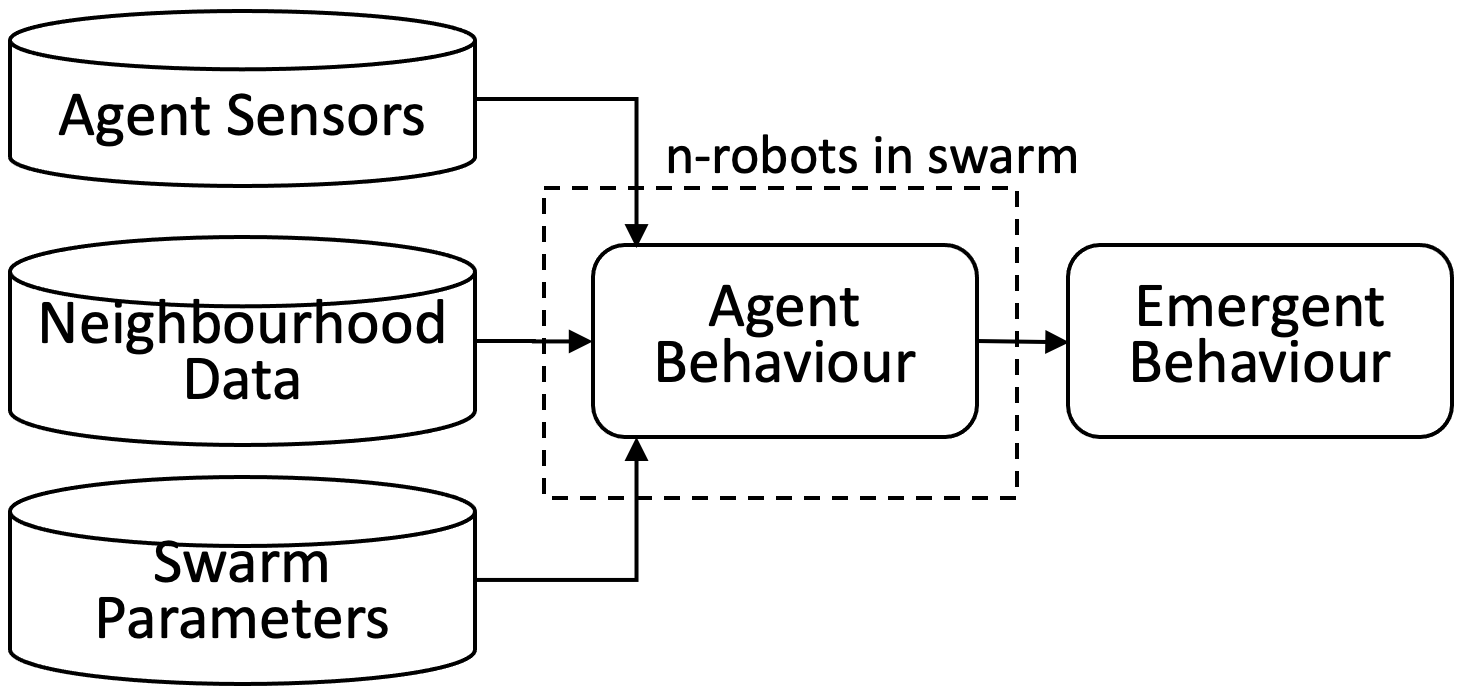 Agent Sensors
n-robots in swarm
Neighbourhood
Data
Agent
Behaviour
Emergent
Behaviour
Swarm
Parameters